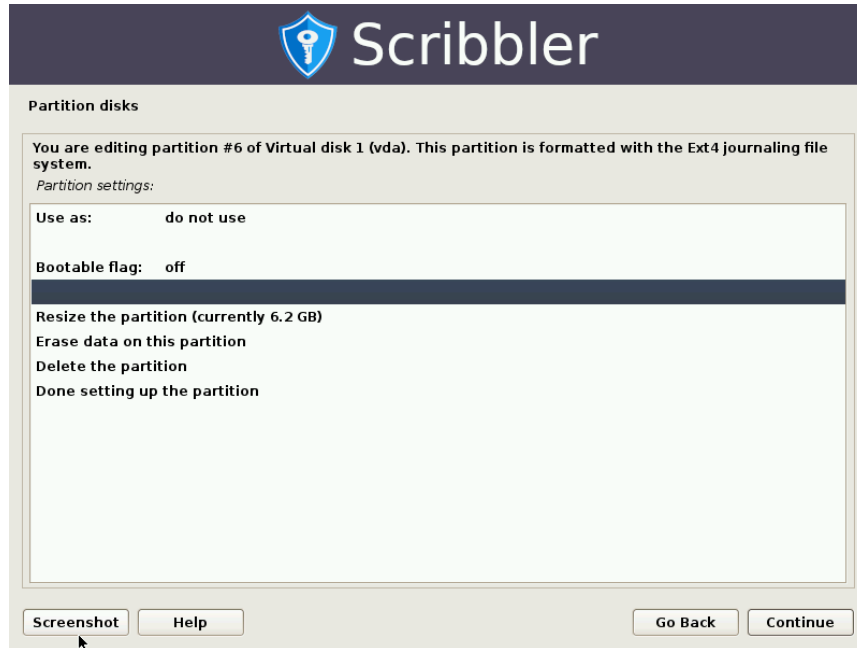 Scribbler
Partition disks
You are editing partition #6 of Virtual disk 1 (vda). This partition is formatted with the Ext4 journaling file
system.
Partition settings:
Use as: do not use
Bootable flag: off
Resize the partition (currently 6.2 GB)
Erase data on this partition
Delete the partition
Done setting up the partition
Screenshot Help Go Back Continue